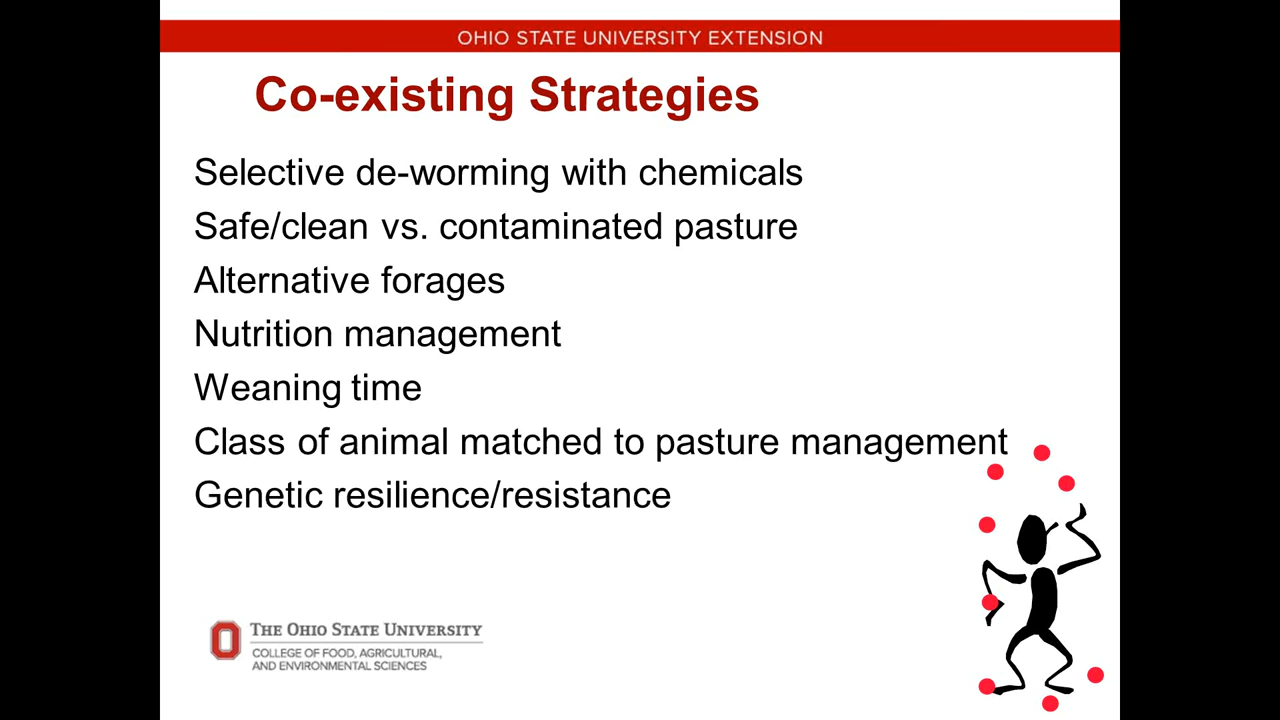 OHIO STATE UNIVERSITY EXTENSION
Co-existing Strategies
Selective de-worming with chemicals
Safe/clean vs. contaminated pasture
Alternative forages
Nutrition management
Weaning time
Class of animal matched to pasture management
Genetic resilience/resistance
THE OHIO STATE UNIVERSITY
COLLEGE OF FOOD, AGRICULTURAL,
AND ENVIRONMENTAL SCIENCES